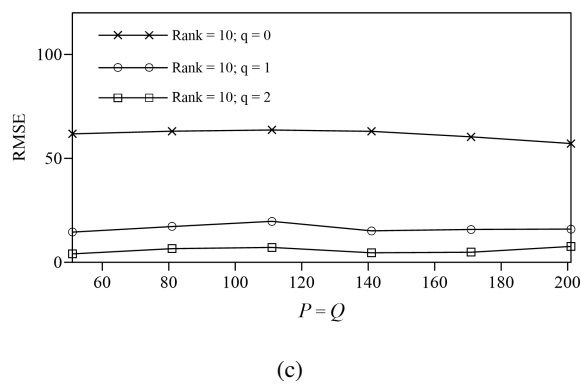 100
50
0
RMSE
Rank = 10; q = 0
Rank = 10; q = 1
Rank = 10; q = 2
60 80 100 120 140 160 180 200
P = Q
(c)